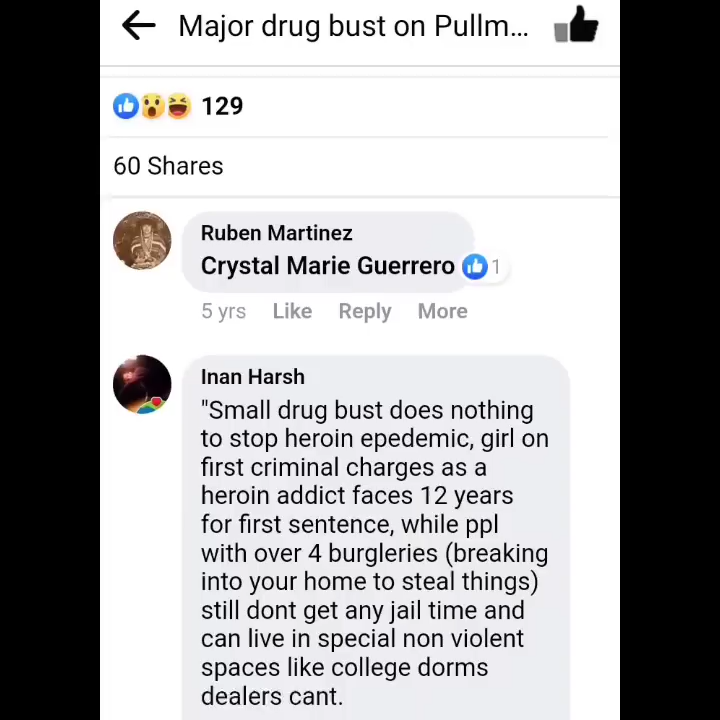 Major drug bust on Pullm...
129
60 Shares
Ruben Martinez
Crystal Marie Guerrero 1
5 yrs Like Reply More
Inan Harsh
"Small drug bust does nothing
to stop heroin epedemic, girl on
first criminal charges as a
heroin addict faces 12 years
for first sentence, while ppl
with over 4 burgleries (breaking
into your home to steal things)
still dont get any jail time and
can live in special non violent
spaces like college dorms
dealers cant.